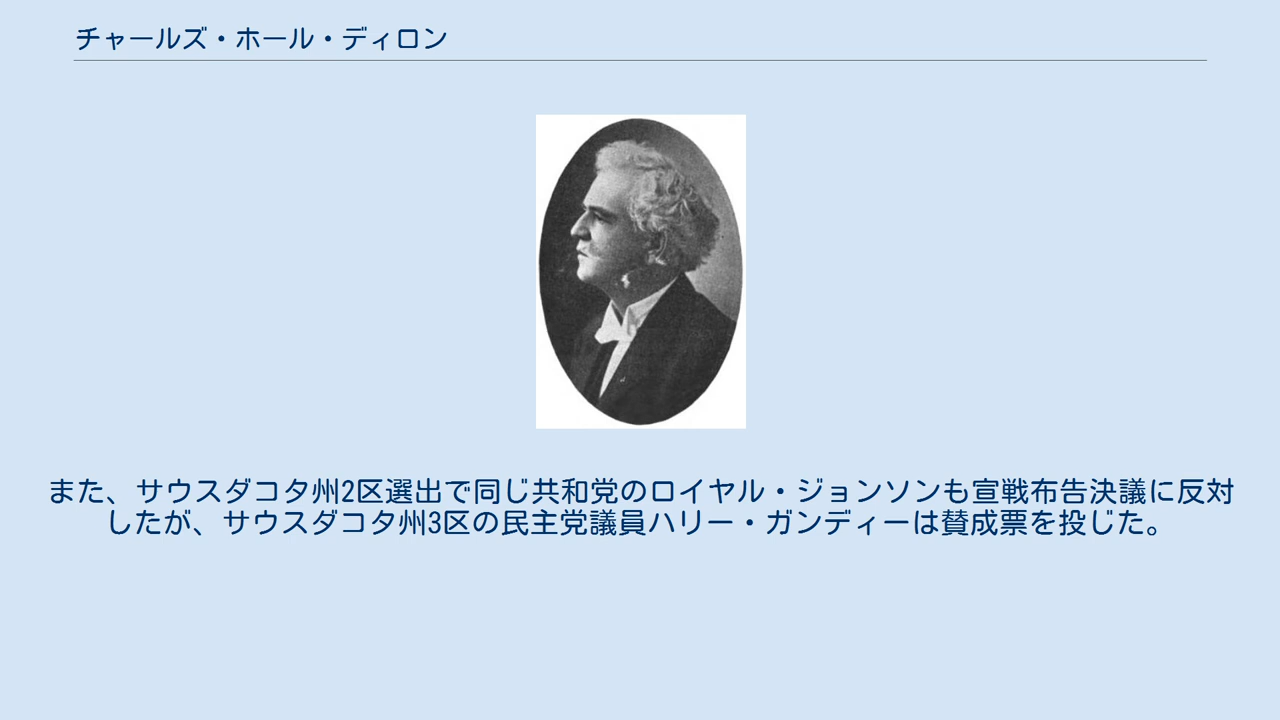 チャールズ・ホール・ディロン
また、サウスダコタ州2区選出で同じ共和党のロイヤル・ジョンソンも宣戦布告決議に反対
したが、サウスダコタ州3区の民主党議員ハリー・ガンディーは賛成票を投じた。